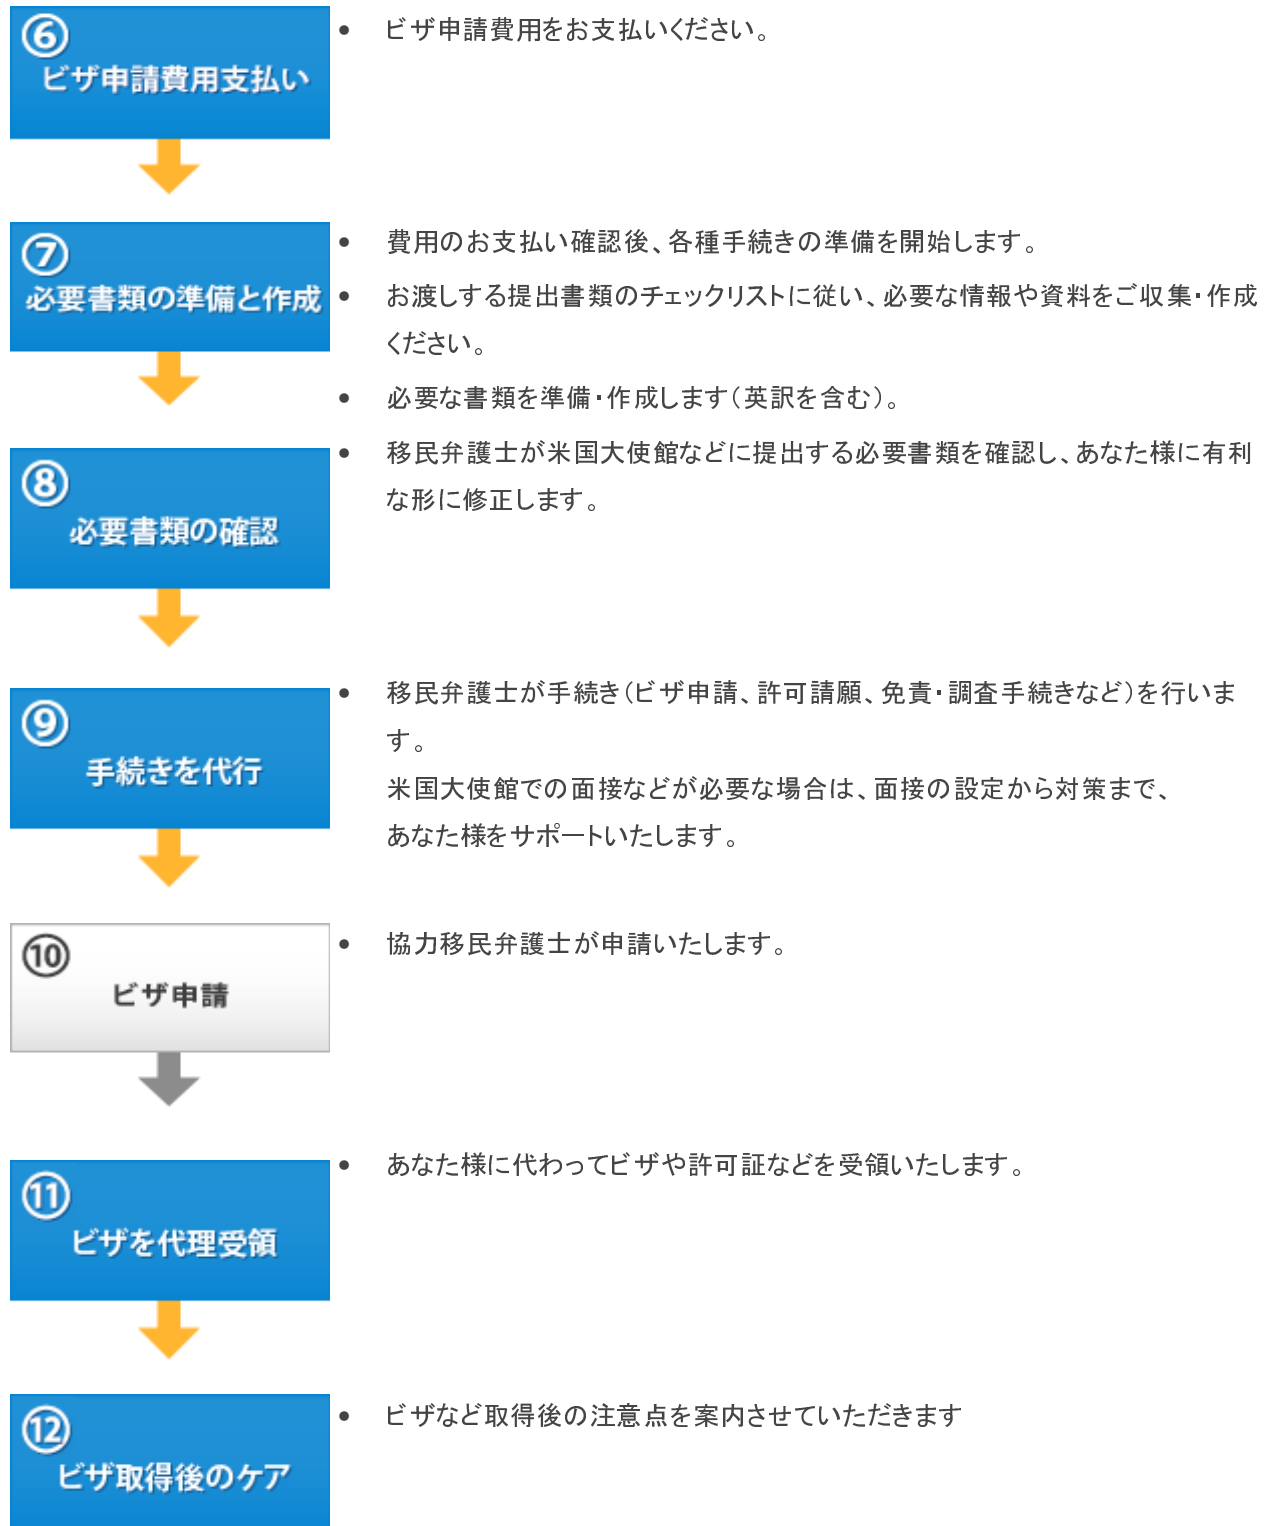 ⑥
ビザ申請費用支払い
• ビザ申請費用をお支払いください。
⑦
必要書類の準備と作成
• 費用のお支払い確認後、各種手続きの準備を開始します。
• お渡しする提出書類のチェックリストに従い、必要な情報や資料をご収集・作成
ください。
• 必要な書類を準備・作成します（英訳を含む）。
⑧
必要書類の確認
• 移民弁護士が米国大使館などに提出する必要書類を確認し、あなた様に有利
な形に修正します。
⑨
手続きを代行
• 移民弁護士が手続き（ビザ申請、許可請願、免責・調査手続きなど）を行いま
す。
米国大使館での面接などが必要な場合は、面接の設定から対策まで、
あなた様をサポートいたします。
⑩
ビザ申請
• 協力移民弁護士が申請いたします。
⑪
ビザを代理受領
• あなた様に代わってビザや許可証などを受領いたします。
⑫
ビザ取得後のケア
• ビザなど取得後の注意点を案内させていただきます